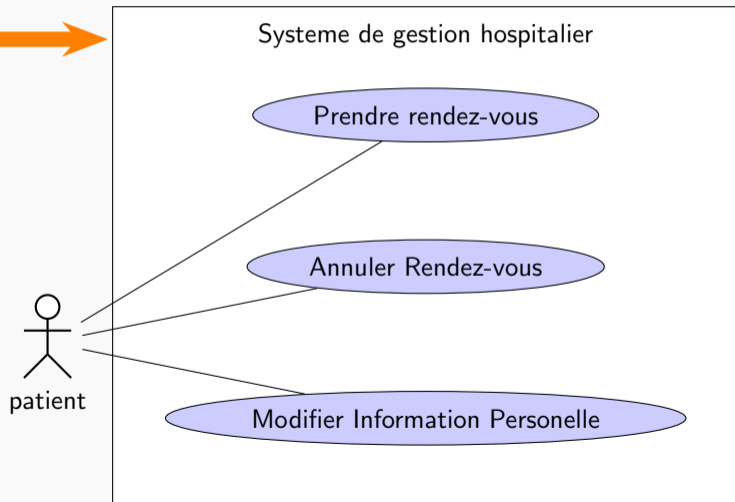 Systeme de gestion hospitalier
Prendre rendez-vous
Annuler Rendez-vous
patient
Modifier Information Personelle